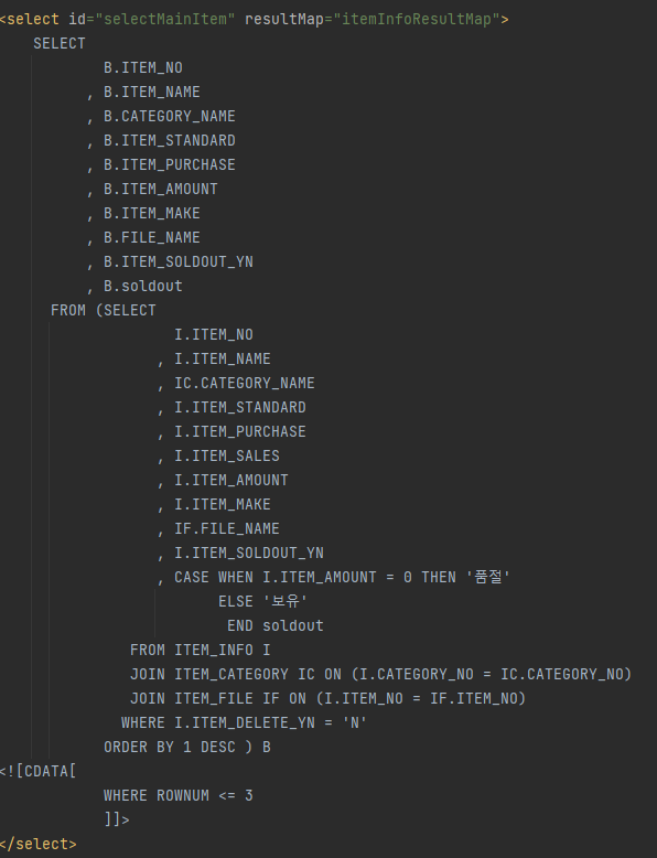 <select id="selectMainItem" resultMap="itemInfoResultMap">
SELECT
B.ITEM_NO
, B.ITEM_NAME
, B.CATEGORY_NAME
, B.ITEM_STANDARD
, B.ITEM_PURCHASE
, B.ITEM_AMOUNT
, B.ITEM_MAKE
, B.FILE_NAME
, B.ITEM_SOLDOUT_YN
, B.soldout
FROM (SELECT
I.ITEM_NO
, I.ITEM_NAME
, IC.CATEGORY_NAME
, I.ITEM_STANDARD
, I.ITEM_PURCHASE
, I.ITEM_SALES
, I.ITEM_AMOUNT
, I.ITEM_MAKE
, IF.FILE_NAME
, I.ITEM_SOLDOUT_YN
, CASE WHEN I.ITEM_AMOUNT = 0 THEN '품절'
ELSE '보유'
END soldout
FROM ITEM_INFO I
JOIN ITEM_CATEGORY IC ON (I.CATEGORY_NO = IC.CATEGORY_NO)
JOIN ITEM_FILE IF ON (I.ITEM_NO = IF.ITEM_NO)
WHERE I.ITEM_DELETE_YN = 'N'
ORDER BY 1 DESC ) B
<![CDATA[
WHERE ROWNUM <= 3
]]>
</select>